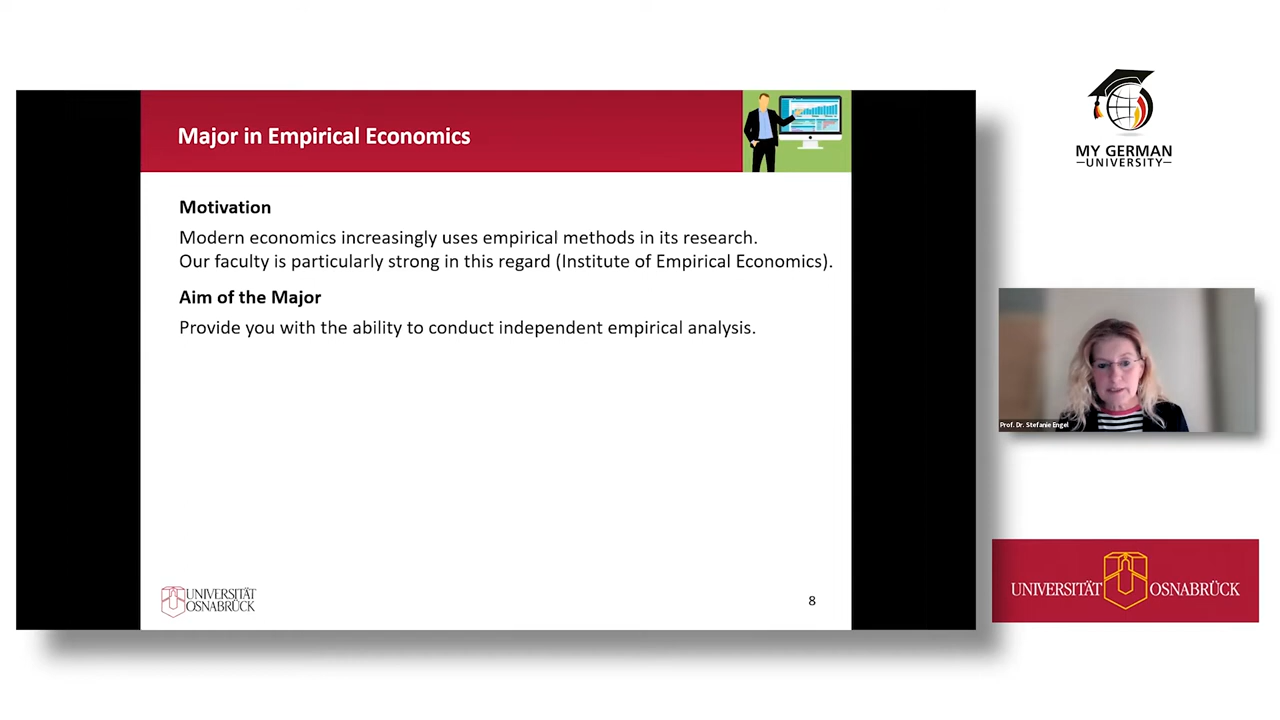 Major in Empirical Economics
Motivation
Modern economics increasingly uses empirical methods in its research.
Our faculty is particularly strong in this regard (Institute of Empirical Economics).
Aim of the Major
Provide you with the ability to conduct independent empirical analysis.
UNIVERSITÄT
OSNABRÜCK
8
MY GERMAN
UNIVERSITY
Prof. Dr. Stefanie Engel
UNIVERSITÄT OSNABRÜCK